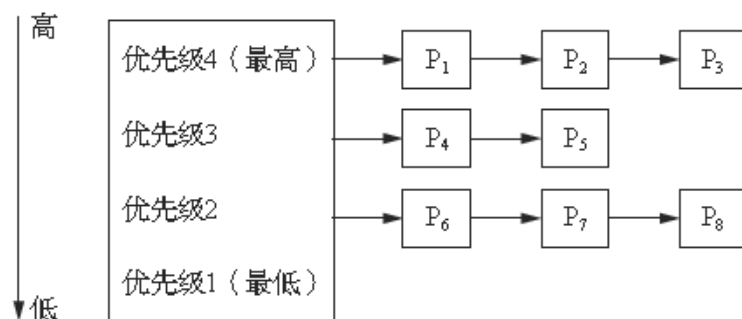 高
优先级4（最高） P₁ P₂ P₃
优先级3 P₄ P₅
优先级2 P₆ P₇ P₈
优先级1（最低）
低